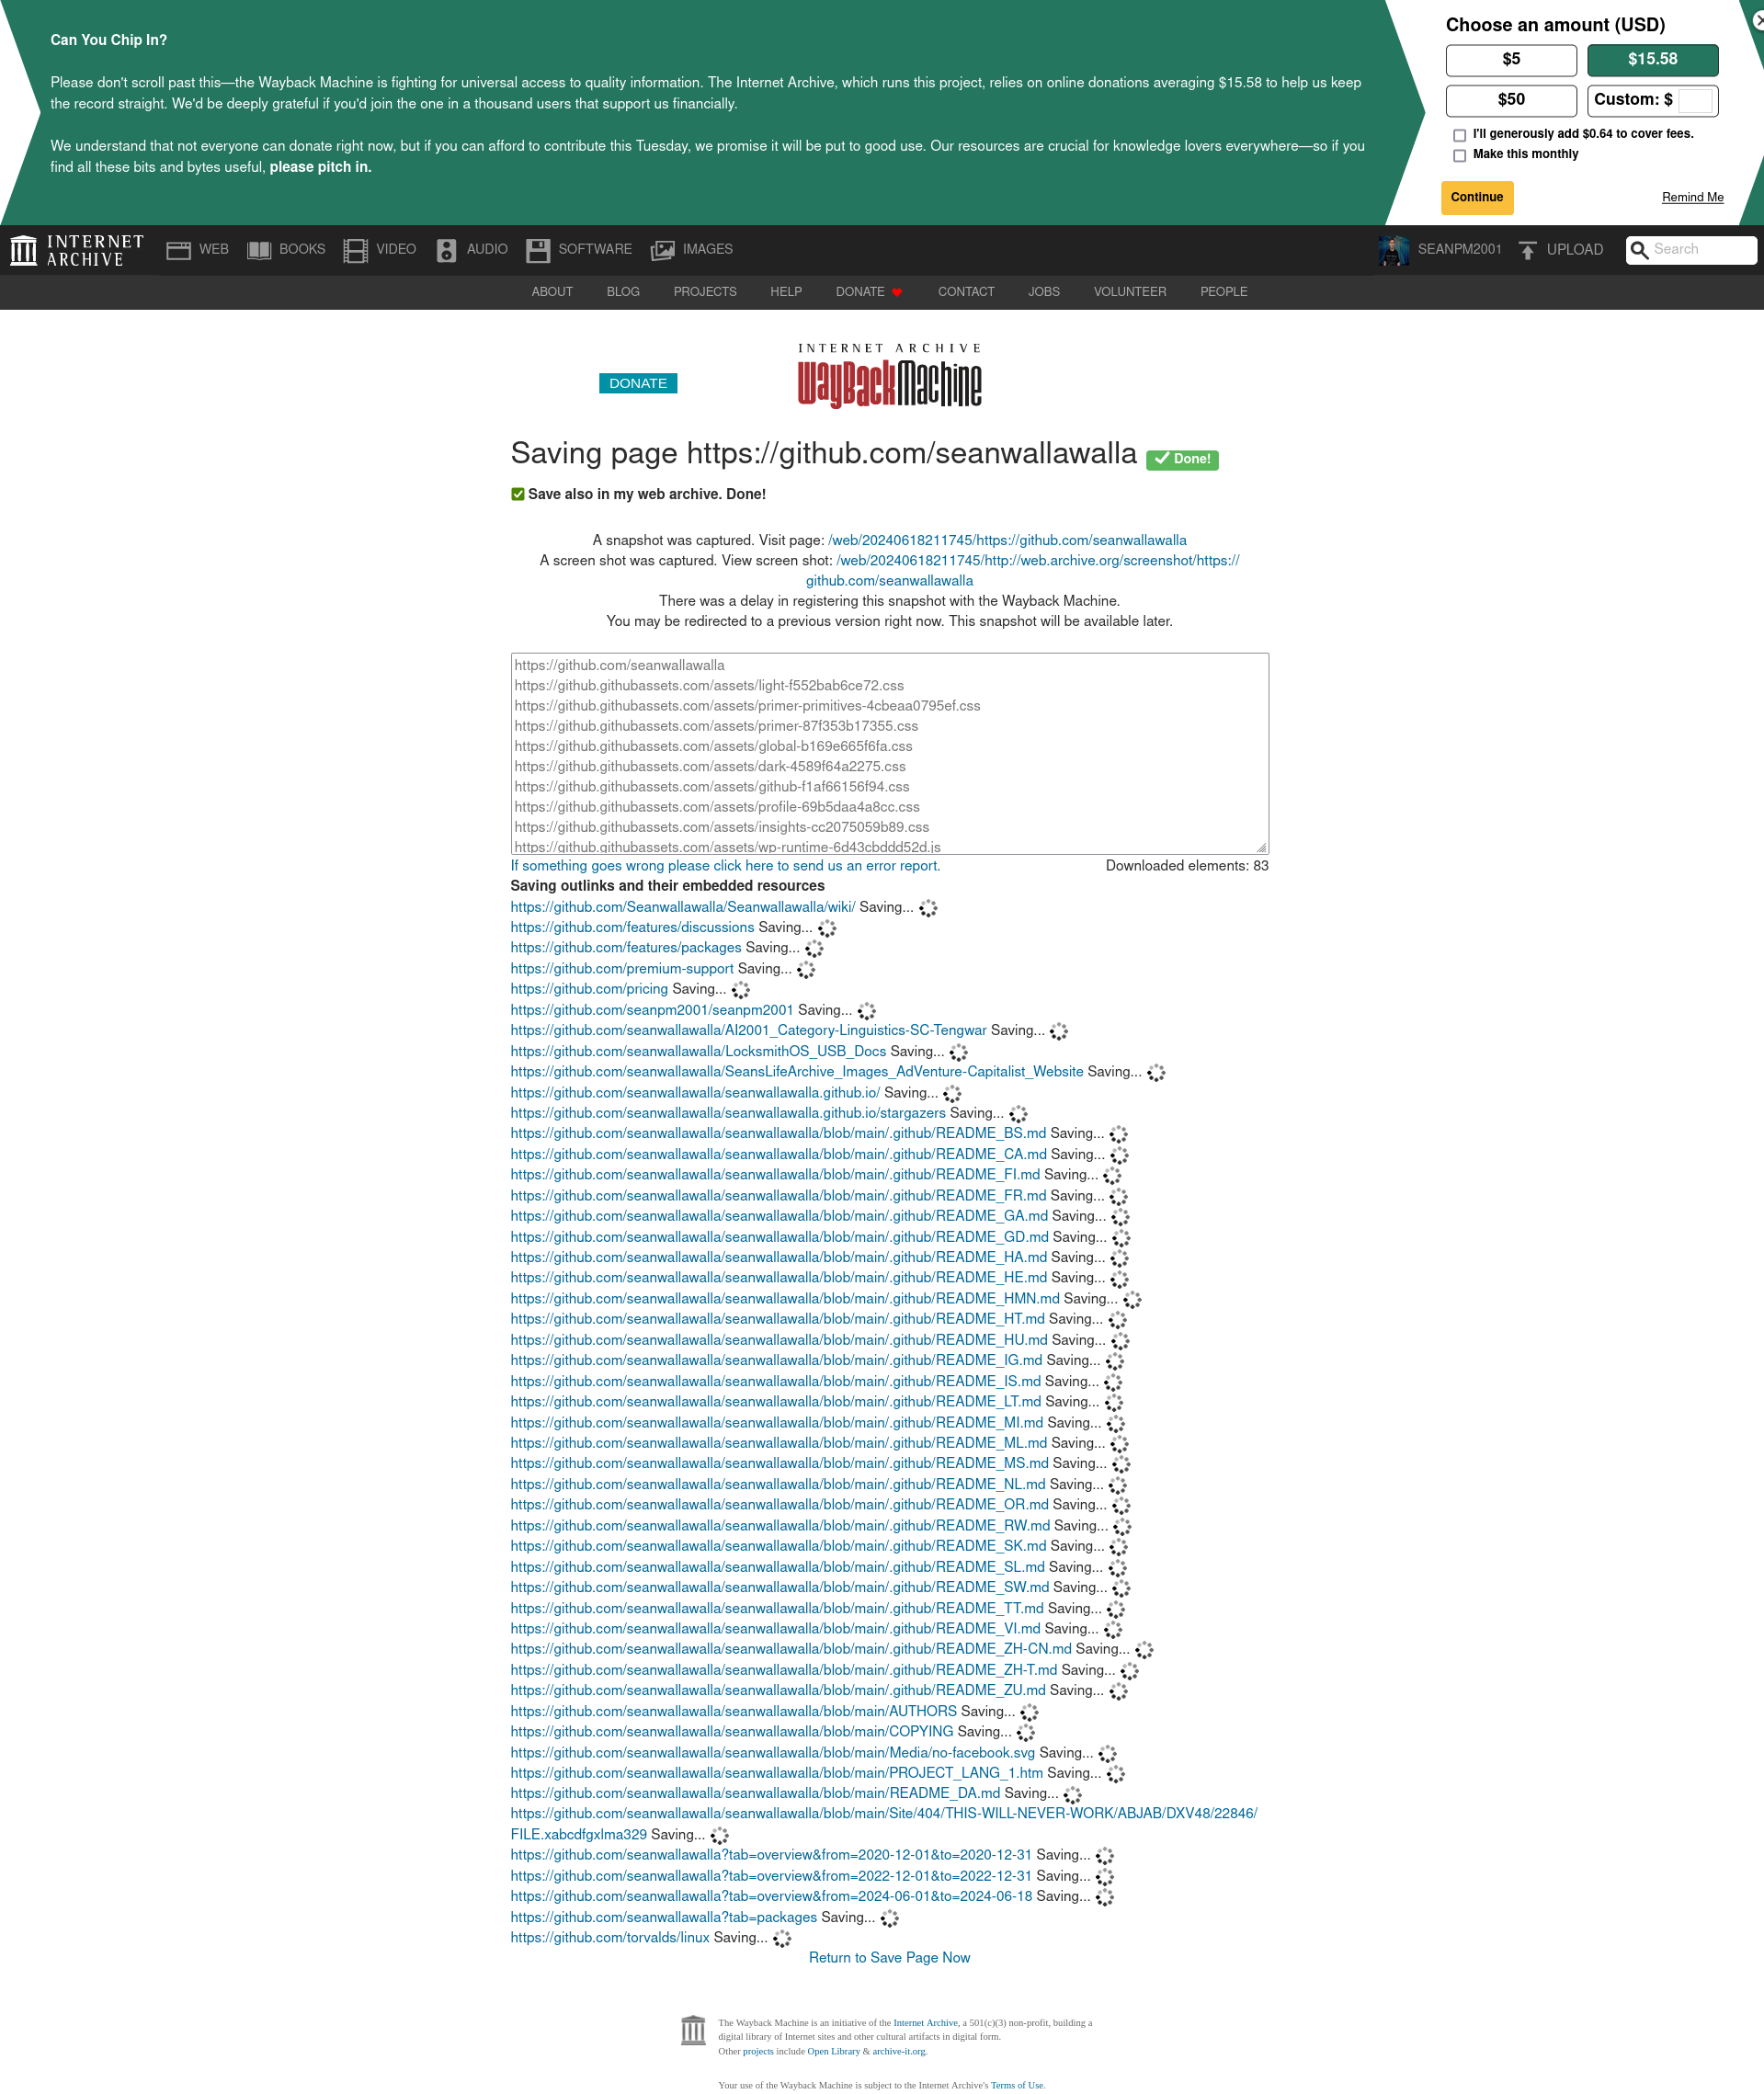 Can You Chip In?
Please don't scroll past this—the Wayback Machine is fighting for universal access to quality information. The Internet Archive, which runs this project, relies on online donations averaging $15.58 to help us keep
the record straight. We'd be deeply grateful if you'd join the one in a thousand users that support us financially.
We understand that not everyone can donate right now, but if you can afford to contribute this Tuesday, we promise it will be put to good use. Our resources are crucial for knowledge lovers everywhere—so if you
find all these bits and bytes useful, please pitch in.
Choose an amount (USD)
$5 $15.58
$50 Custom: $
I'll generously add $0.64 to cover fees.
Make this monthly
Continue Remind Me
INTERNET ARCHIVE WEB BOOKS VIDEO AUDIO SOFTWARE IMAGES SEANPM2001 UPLOAD Search
ABOUT BLOG PROJECTS HELP DONATE CONTACT JOBS VOLUNTEER PEOPLE
INTERNET ARCHIVE
DONATE WayBackMachine
Saving page https://github.com/seanwallawalla Done!
Save also in my web archive. Done!
A snapshot was captured. Visit page: /web/20240618211745/https://github.com/seanwallawalla
A screen shot was captured. View screen shot: /web/20240618211745/http://web.archive.org/screenshot/https://
github.com/seanwallawalla
There was a delay in registering this snapshot with the Wayback Machine.
You may be redirected to a previous version right now. This snapshot will be available later.
https://github.com/seanwallawalla
https://github.githubassets.com/assets/light-f552bab6ce72.css
https://github.githubassets.com/assets/primer-primitives-4cbeaa0795ef.css
https://github.githubassets.com/assets/primer-87f353b17355.css
https://github.githubassets.com/assets/global-b169e665f6fa.css
https://github.githubassets.com/assets/dark-4589f64a2275.css
https://github.githubassets.com/assets/github-f1af66156f94.css
https://github.githubassets.com/assets/profile-69b5daa4a8cc.css
https://github.githubassets.com/assets/insights-cc2075059b89.css
https://github.githubassets.com/assets/wp-runtime-6d43cbddd52d.js
If something goes wrong please click here to send us an error report. Downloaded elements: 83
Saving outlinks and their embedded resources
https://github.com/Seanwallawalla/Seanwallawalla/wiki/ Saving...
https://github.com/features/discussions Saving...
https://github.com/features/packages Saving...
https://github.com/premium-support Saving...
https://github.com/pricing Saving...
https://github.com/seanpm2001/seanpm2001 Saving...
https://github.com/seanwallawalla/AI2001_Category-Linguistics-SC-Tengwar Saving...
https://github.com/seanwallawalla/LocksmithOS_USB_Docs Saving...
https://github.com/seanwallawalla/SeansLifeArchive_Images_AdVenture-Capitalist_Website Saving...
https://github.com/seanwallawalla/seanwallawalla.github.io/ Saving...
https://github.com/seanwallawalla/seanwallawalla.github.io/stargazers Saving...
https://github.com/seanwallawalla/seanwallawalla/blob/main/.github/README_BS.md Saving...
https://github.com/seanwallawalla/seanwallawalla/blob/main/.github/README_CA.md Saving...
https://github.com/seanwallawalla/seanwallawalla/blob/main/.github/README_FI.md Saving...
https://github.com/seanwallawalla/seanwallawalla/blob/main/.github/README_FR.md Saving...
https://github.com/seanwallawalla/seanwallawalla/blob/main/.github/README_GA.md Saving...
https://github.com/seanwallawalla/seanwallawalla/blob/main/.github/README_GD.md Saving...
https://github.com/seanwallawalla/seanwallawalla/blob/main/.github/README_HA.md Saving...
https://github.com/seanwallawalla/seanwallawalla/blob/main/.github/README_HE.md Saving...
https://github.com/seanwallawalla/seanwallawalla/blob/main/.github/README_HMN.md Saving...
https://github.com/seanwallawalla/seanwallawalla/blob/main/.github/README_HT.md Saving...
https://github.com/seanwallawalla/seanwallawalla/blob/main/.github/README_HU.md Saving...
https://github.com/seanwallawalla/seanwallawalla/blob/main/.github/README_IG.md Saving...
https://github.com/seanwallawalla/seanwallawalla/blob/main/.github/README_IS.md Saving...
https://github.com/seanwallawalla/seanwallawalla/blob/main/.github/README_LT.md Saving...
https://github.com/seanwallawalla/seanwallawalla/blob/main/.github/README_MI.md Saving...
https://github.com/seanwallawalla/seanwallawalla/blob/main/.github/README_ML.md Saving...
https://github.com/seanwallawalla/seanwallawalla/blob/main/.github/README_MS.md Saving...
https://github.com/seanwallawalla/seanwallawalla/blob/main/.github/README_NL.md Saving...
https://github.com/seanwallawalla/seanwallawalla/blob/main/.github/README_OR.md Saving...
https://github.com/seanwallawalla/seanwallawalla/blob/main/.github/README_RW.md Saving...
https://github.com/seanwallawalla/seanwallawalla/blob/main/.github/README_SK.md Saving...
https://github.com/seanwallawalla/seanwallawalla/blob/main/.github/README_SL.md Saving...
https://github.com/seanwallawalla/seanwallawalla/blob/main/.github/README_SW.md Saving...
https://github.com/seanwallawalla/seanwallawalla/blob/main/.github/README_TT.md Saving...
https://github.com/seanwallawalla/seanwallawalla/blob/main/.github/README_VI.md Saving...
https://github.com/seanwallawalla/seanwallawalla/blob/main/.github/README_ZH-CN.md Saving...
https://github.com/seanwallawalla/seanwallawalla/blob/main/.github/README_ZH-T.md Saving...
https://github.com/seanwallawalla/seanwallawalla/blob/main/.github/README_ZU.md Saving...
https://github.com/seanwallawalla/seanwallawalla/blob/main/AUTHORS Saving...
https://github.com/seanwallawalla/seanwallawalla/blob/main/COPYING Saving...
https://github.com/seanwallawalla/seanwallawalla/blob/main/Media/no-facebook.svg Saving...
https://github.com/seanwallawalla/seanwallawalla/blob/main/PROJECT_LANG_1.htm Saving...
https://github.com/seanwallawalla/seanwallawalla/blob/main/README_DA.md Saving...
https://github.com/seanwallawalla/seanwallawalla/blob/main/Site/404/THIS-WILL-NEVER-WORK/ABJAB/DXV48/22846/
FILE.xabcdfgxlma329 Saving...
https://github.com/seanwallawalla?tab=overview&from=2020-12-01&to=2020-12-31 Saving...
https://github.com/seanwallawalla?tab=overview&from=2022-12-01&to=2022-12-31 Saving...
https://github.com/seanwallawalla?tab=overview&from=2024-06-01&to=2024-06-18 Saving...
https://github.com/seanwallawalla?tab=packages Saving...
https://github.com/torvalds/linux Saving...
Return to Save Page Now
The Wayback Machine is an initiative of the Internet Archive, a 501(c)(3) non-profit, building a
digital library of Internet sites and other cultural artifacts in digital form.
Other projects include Open Library & archive-it.org.
Your use of the Wayback Machine is subject to the Internet Archive's Terms of Use.